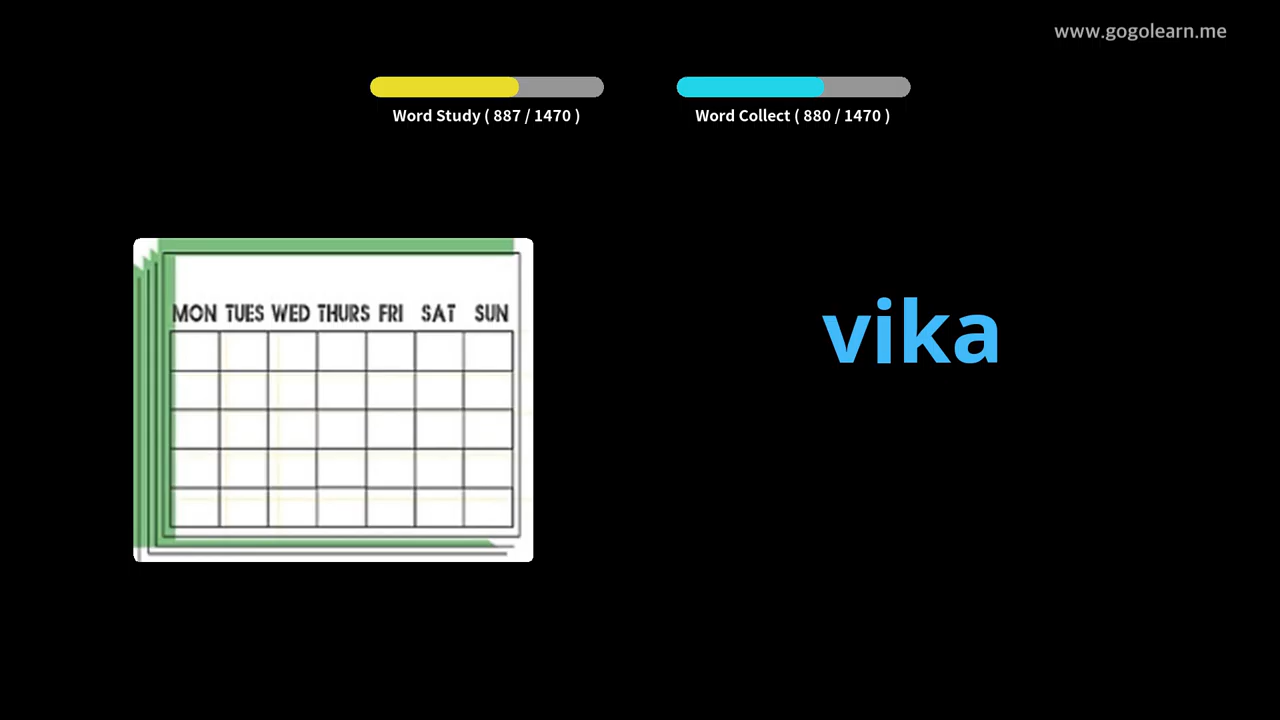 www.gogolearn.me
Word Study ( 887 / 1470 )
Word Collect ( 880 / 1470 )
MON TUES WED THURS FRI SAT SUN
vika